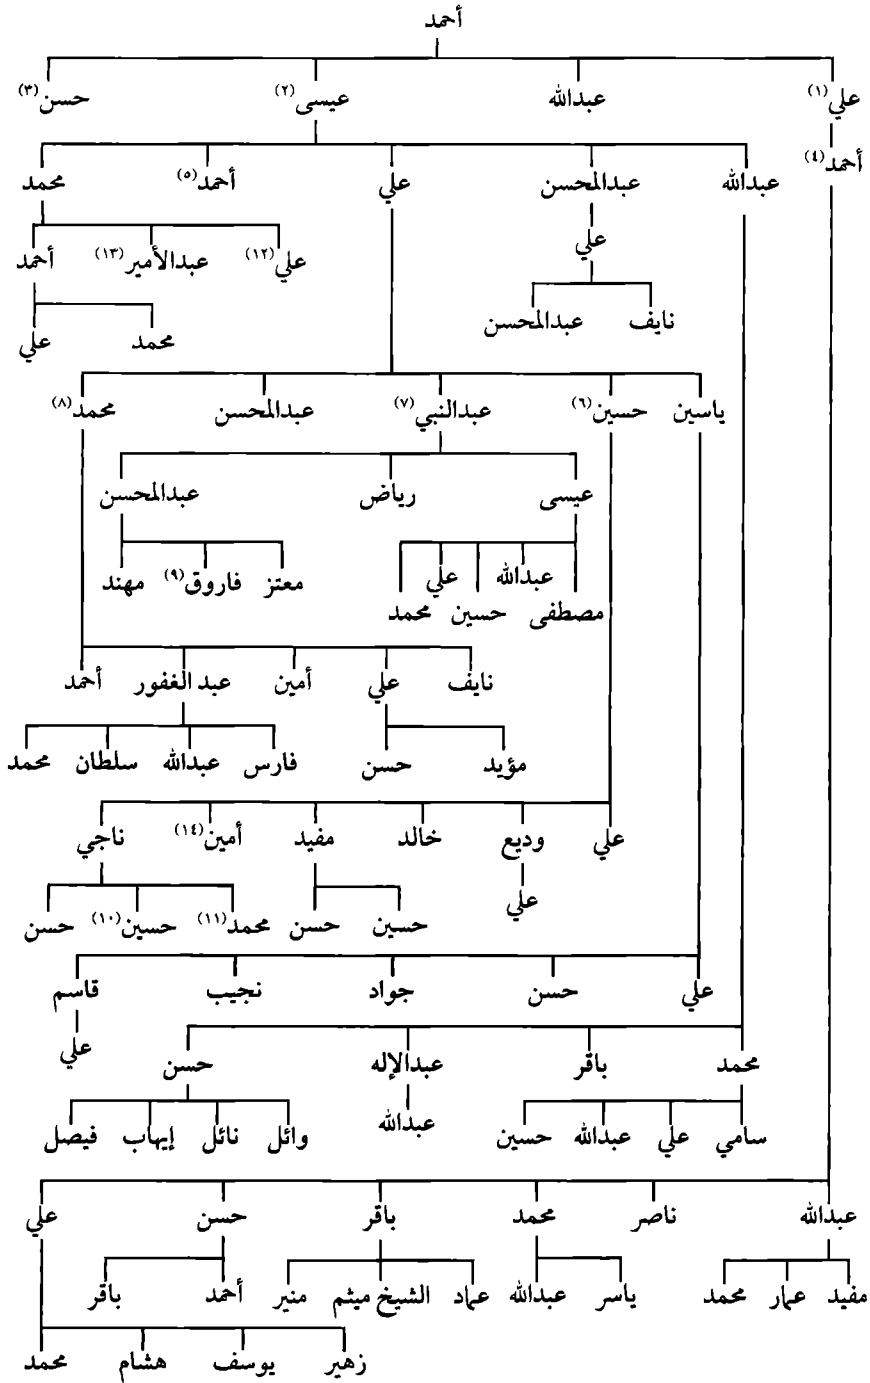 أحمد
علي (١) عبدالله عيسى (٢) حسن (٣)
أحمد (٤)
عبدالله عبدالمحسن علي أحمد (٥) محمد
علي
علي (١٢) عبدالأمير (١٣) أحمد
نايف عبدالمحسن
محمد علي
ياسين حسين (٦) عبدالنبي (٧) عبدالمحسن محمد (٨)
عيسى رياض عبدالمحسن
عبدالله علي
معتز فاروق (٩) مهند
مصطفى حسين محمد
نايف علي أمين عبدالغفور أحمد
مؤيد حسن
فارس عبدالله سلطان محمد
علي وديع خالد مفيد أمين (١٤) ناجي
علي
حسين حسن
محمد (١١) حسين (١٠) حسن
علي حسن جواد نجيب قاسم
علي
محمد باقر عبدالإله حسن
عبدالله
سامي علي عبدالله حسين
وائل نائل إيهاب فيصل
عبدالله ناصر محمد باقر حسن علي
مفيد عمار محمد
ياسر عبدالله
عماد الشيخ ميثم منير
أحمد باقر
زهير يوسف هشام محمد